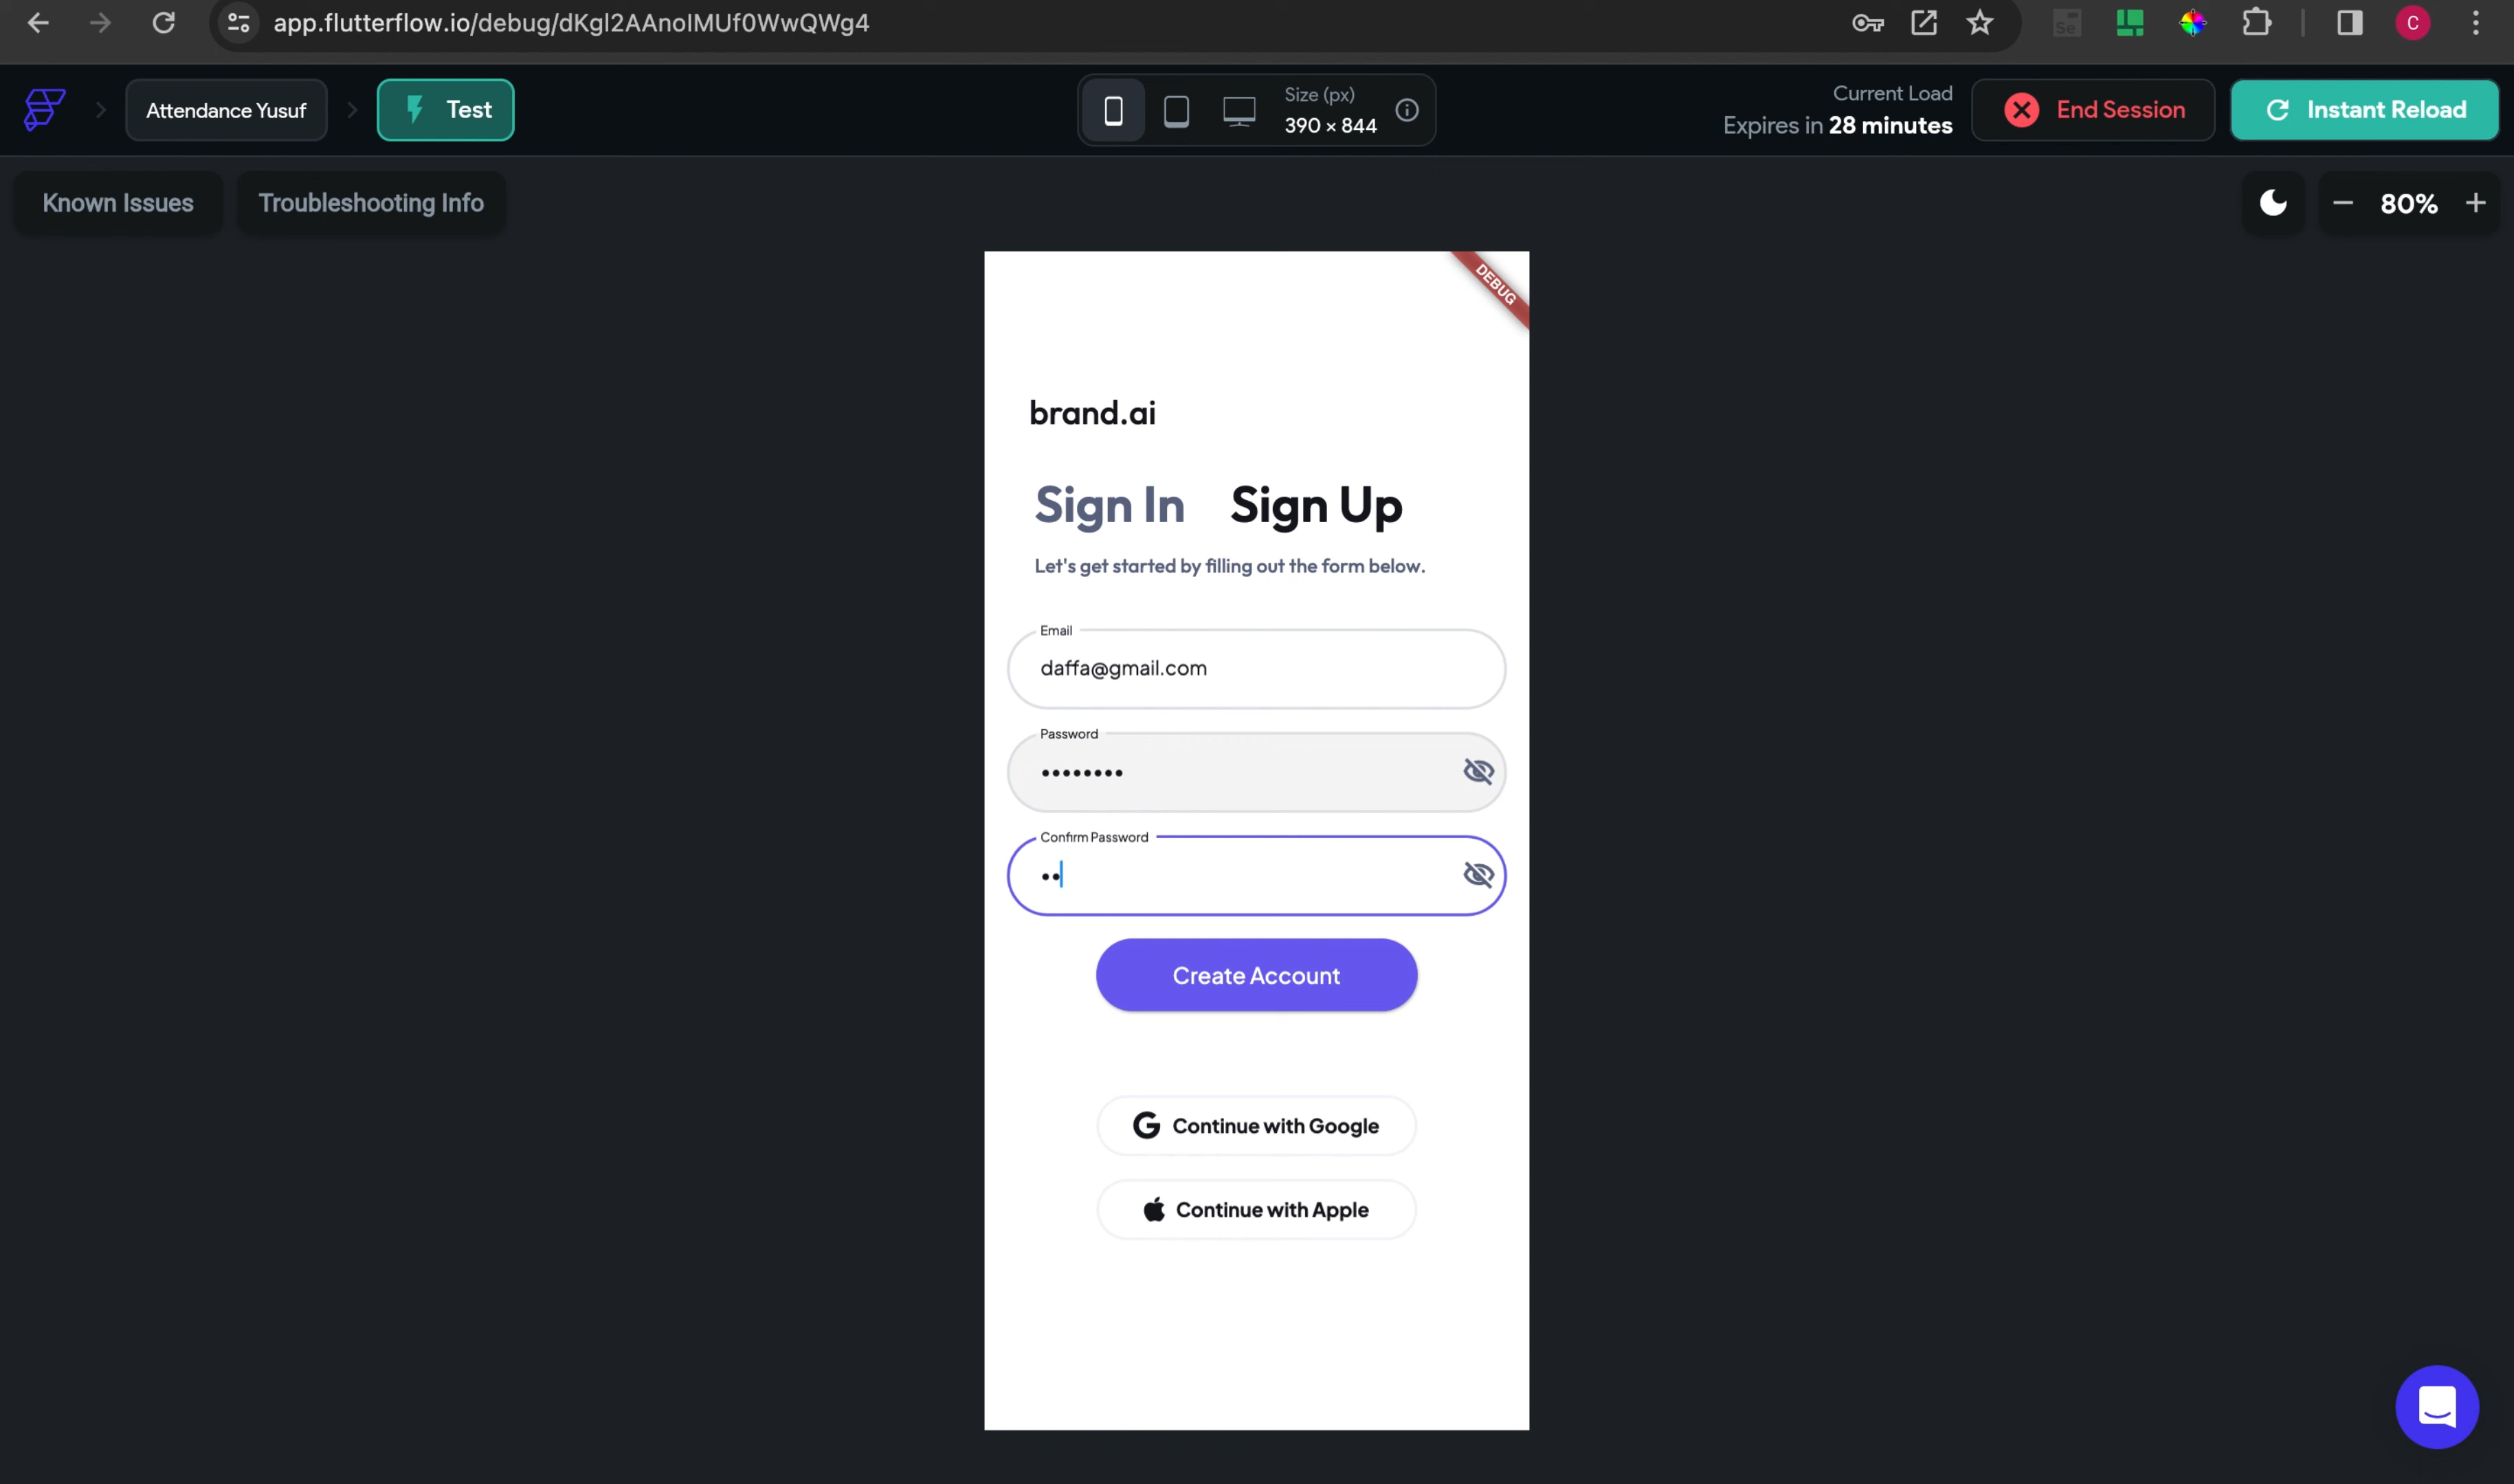 app.flutterflow.io/debug/dKgl2AAnoIMUf0WwQWg4
Se
C
Attendance Yusuf
Test
Size (px)
390 × 844
Current Load
Expires in 28 minutes
End Session
Instant Reload
Known Issues
Troubleshooting Info
80%
DEBUG
brand.ai
Sign In Sign Up
Let's get started by filling out the form below.
Email
daffa@gmail.com
Password
••••••••
Confirm Password
••
Create Account
Continue with Google
Continue with Apple